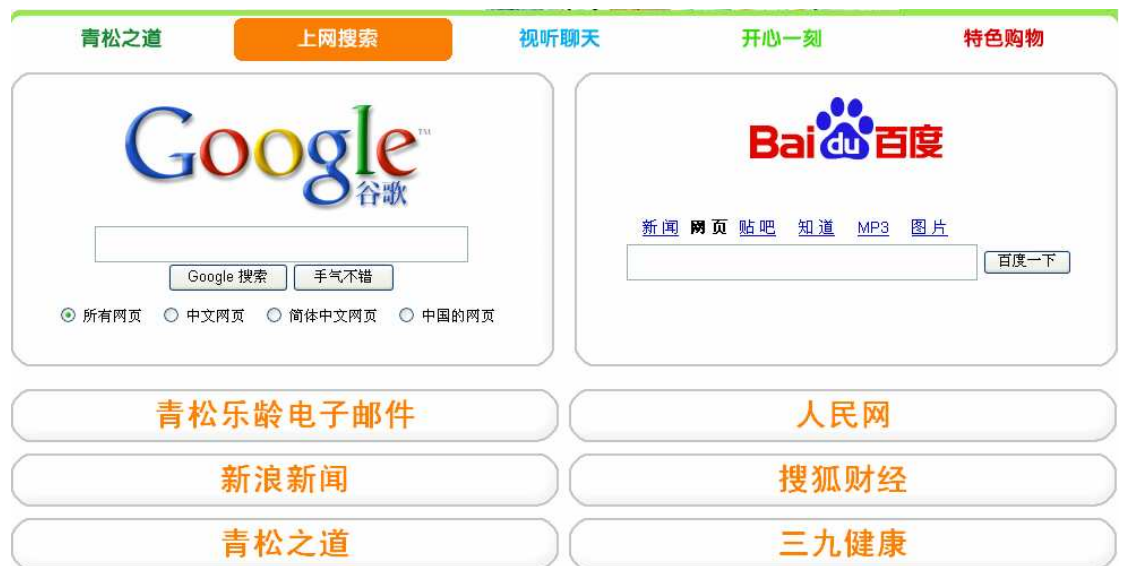 青松之道 上网搜索 视听聊天 开心一刻 特色购物
Google™
谷歌
Google 搜索 手气不错
所有网页 中文网页 简体中文网页 中国的网页
Bai du 百度
新闻 网页 贴吧 知道 MP3 图片
百度一下
青松乐龄电子邮件 人民网
新浪新闻 搜狐财经
青松之道 三九健康